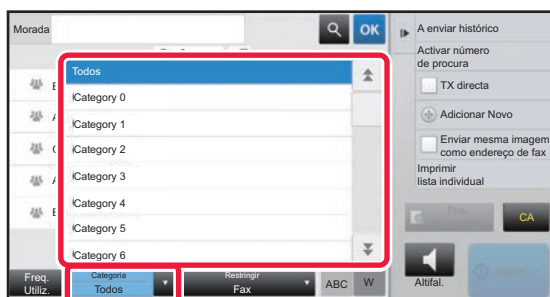 Morada
OK
A enviar histórico
Activar número
de procura
TX directa
Adicionar Novo
Enviar mesma imagem
como endereço de fax
Imprimir
lista individual
CA
Altifal.
Todos
Category 0
Category 1
Category 2
Category 3
Category 4
Category 5
Category 6
Freq.
Utiliz.
Categoria
Todos
Restringir
Fax
ABC
W